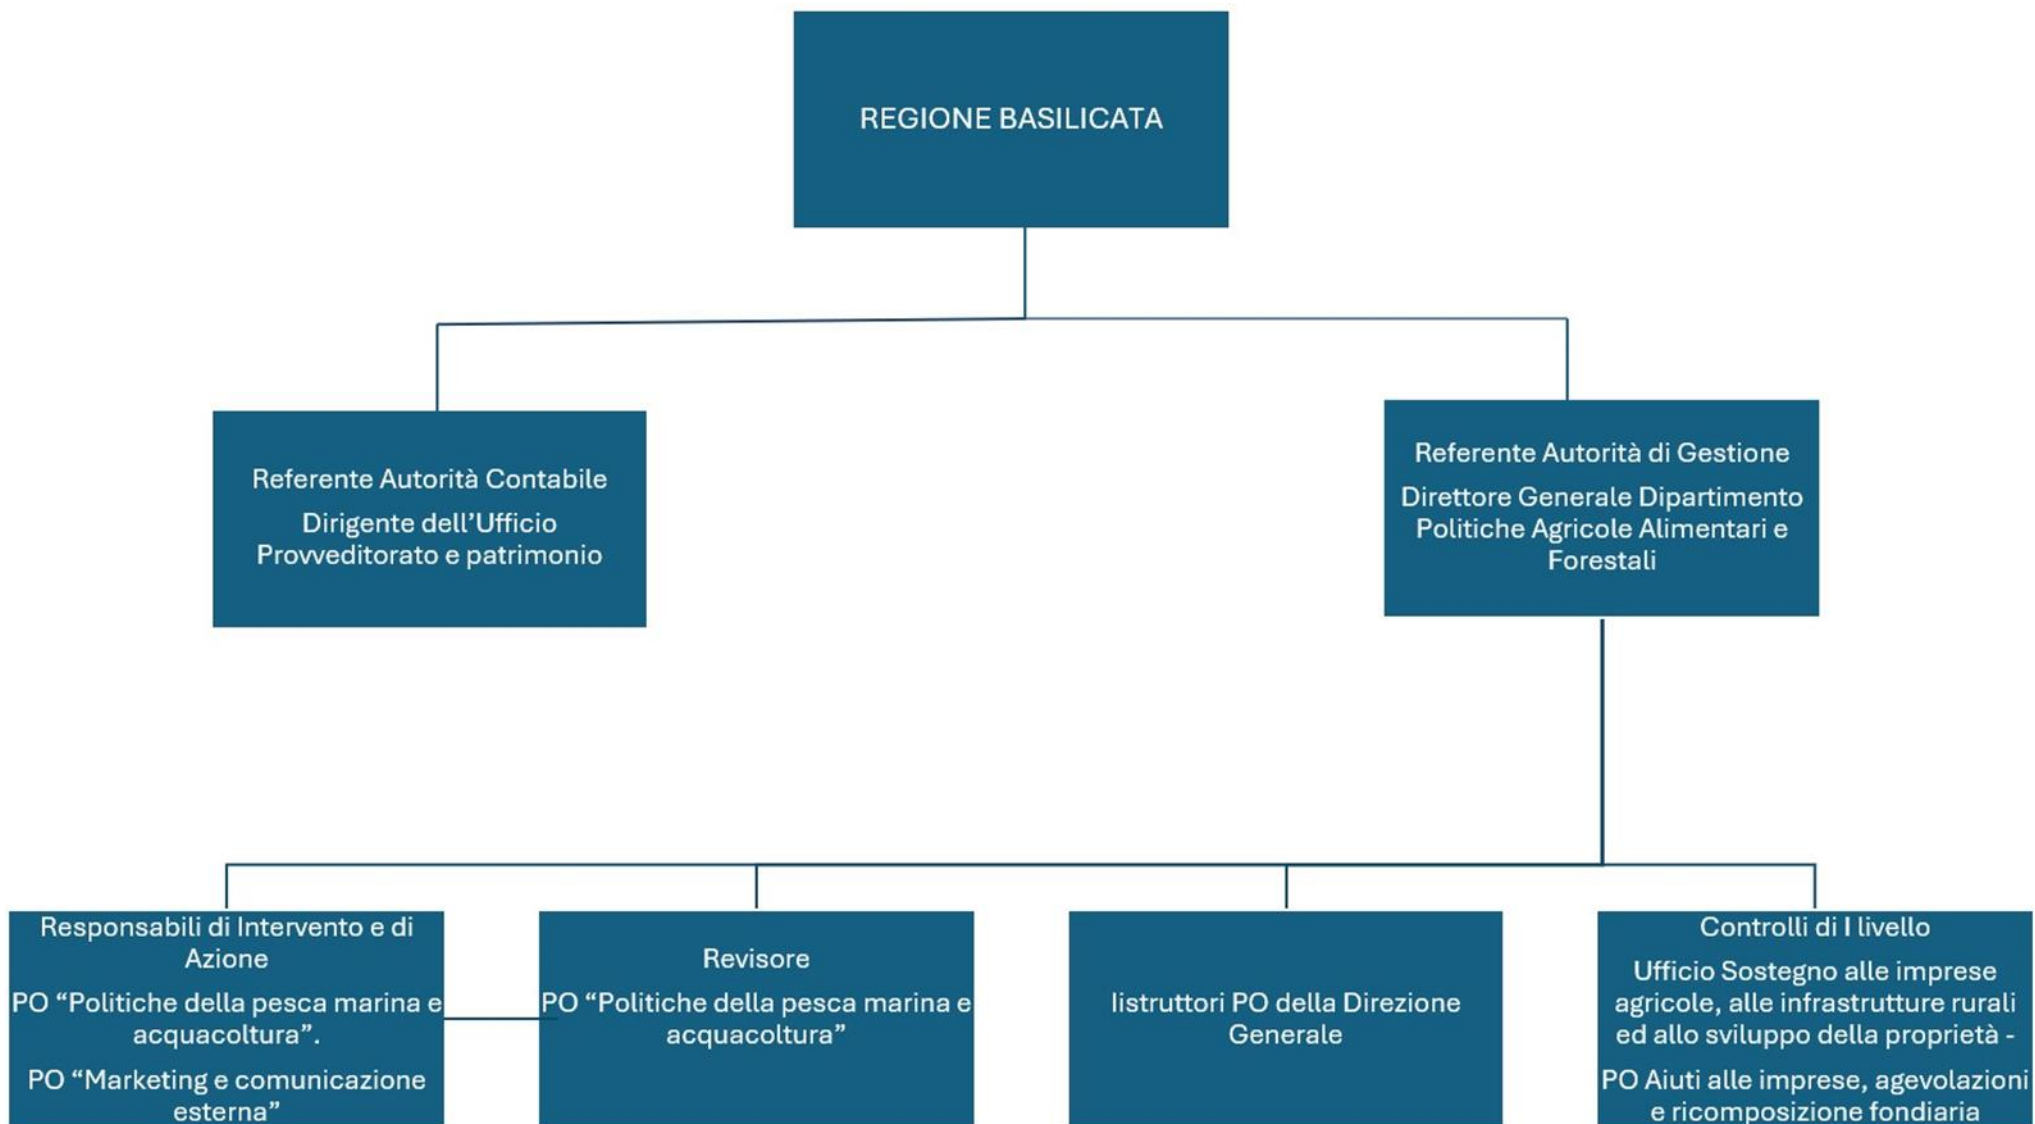 REGIONE BASILICATA
Referente Autorità Contabile
Dirigente dell’Ufficio
Provveditorato e patrimonio
Referente Autorità di Gestione
Direttore Generale Dipartimento
Politiche Agricole Alimentari e
Forestali
Responsabili di Intervento e di
Azione
PO “Politiche della pesca marina e
acquacoltura”.
PO “Marketing e comunicazione
esterna”
Revisore
PO “Politiche della pesca marina e
acquacoltura”
Iistruttori PO della Direzione
Generale
Controlli di I livello
Ufficio Sostegno alle imprese
agricole, alle infrastrutture rurali
ed allo sviluppo della proprietà -
PO Aiuti alle imprese, agevolazioni
e ricomposizione fondiaria